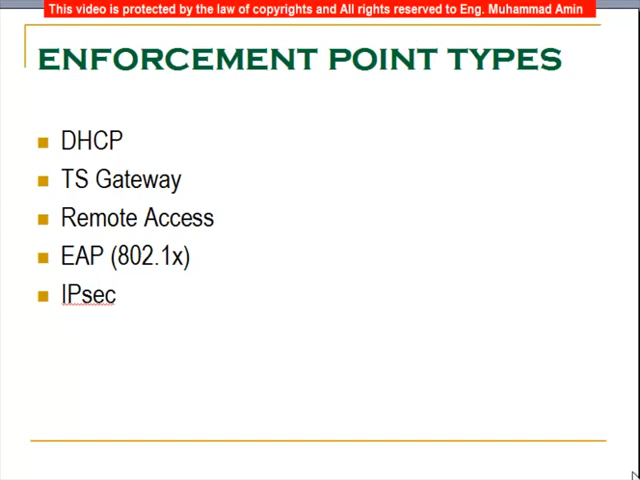 This video is protected by the law of copyrights and All rights reserved to Eng. Muhammad Amin
ENFORCEMENT POINT TYPES
DHCP
TS Gateway
Remote Access
EAP (802.1x)
IPsec